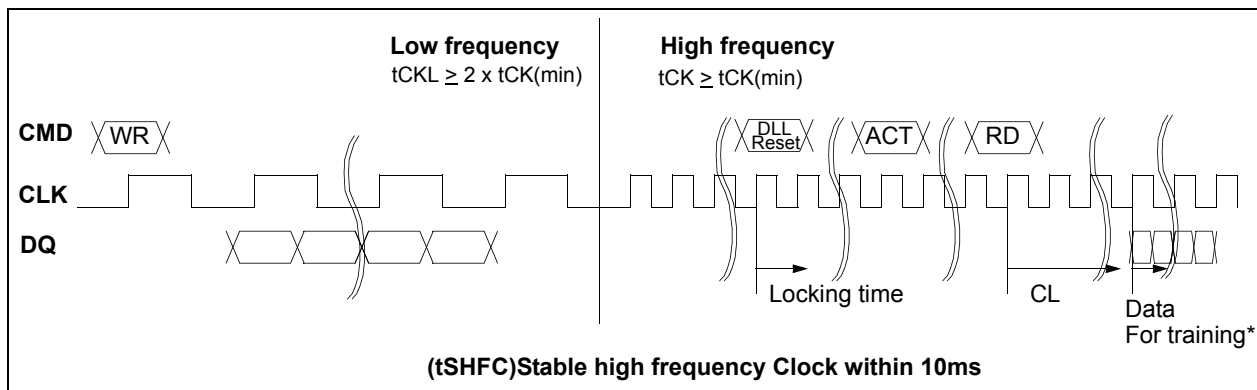 Low frequency
tCKL ≥ 2 x tCK(min)
High frequency
tCK ≥ tCK(min)
CMD
WR
DLL
Reset
ACT
RD
CLK
DQ
Locking time
CL
Data
For training*
(tSHFC)Stable high frequency Clock within 10ms